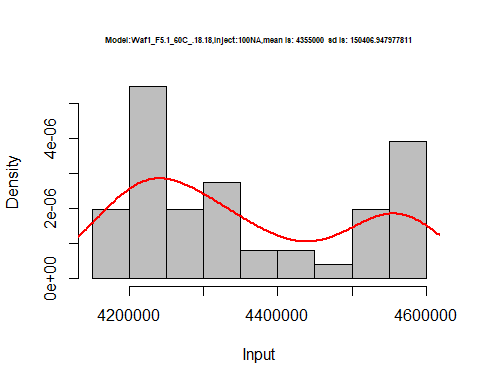 Model:Waf1_F5.1_60C_.18.18,Inject:100NA,mean is: 4355000 sd is: 150406.947977811
Density
4e-06
2e-06
0e+00
4200000 4400000 4600000
Input